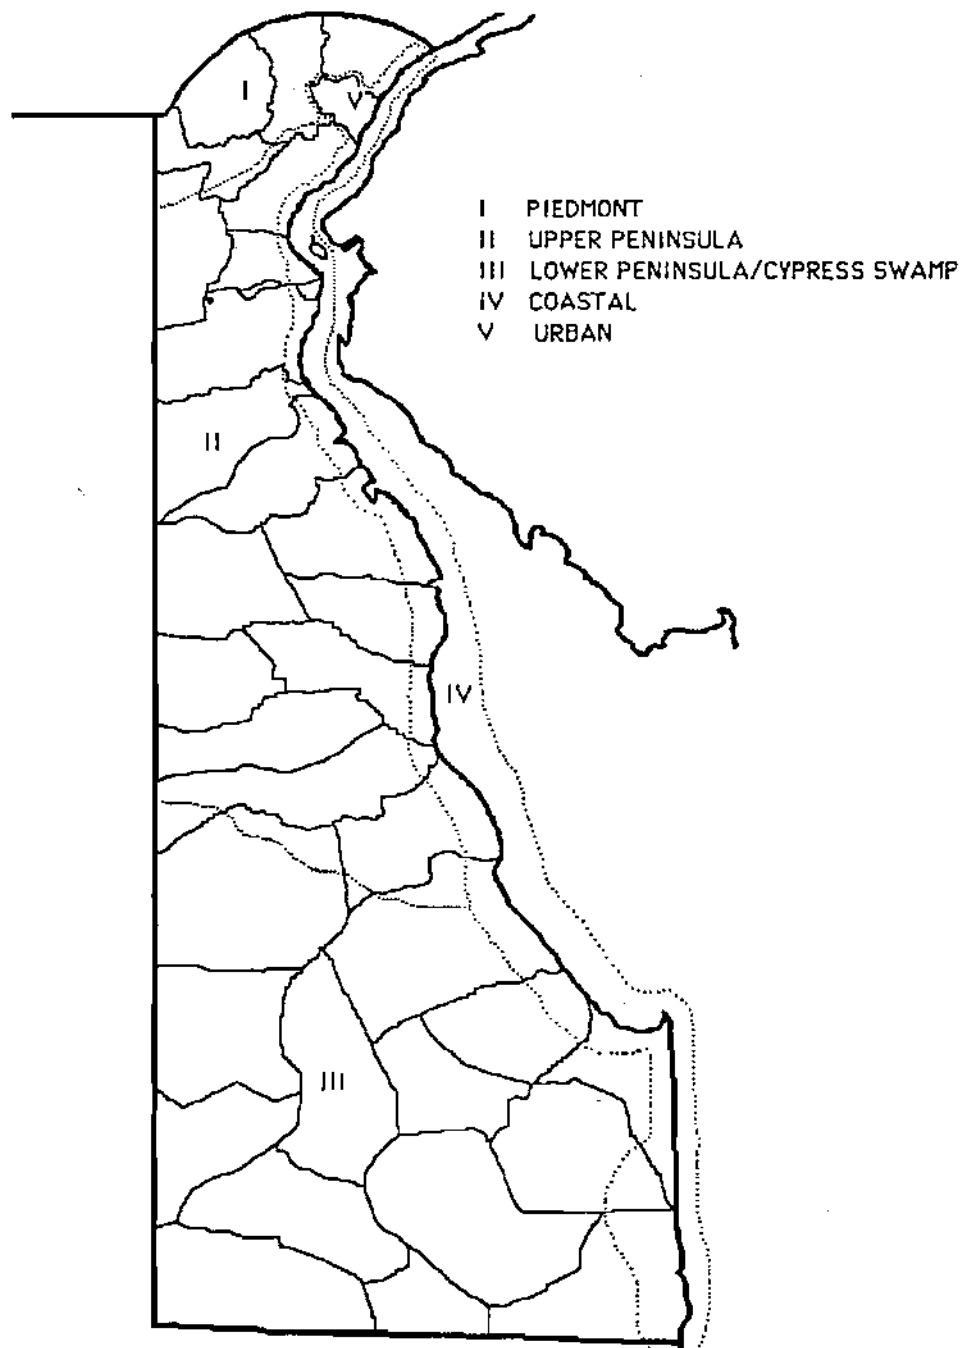 I
V
I PIEDMONT
II UPPER PENINSULA
III LOWER PENINSULA/CYPRESS SWAMP
IV COASTAL
V URBAN
II
IV
III